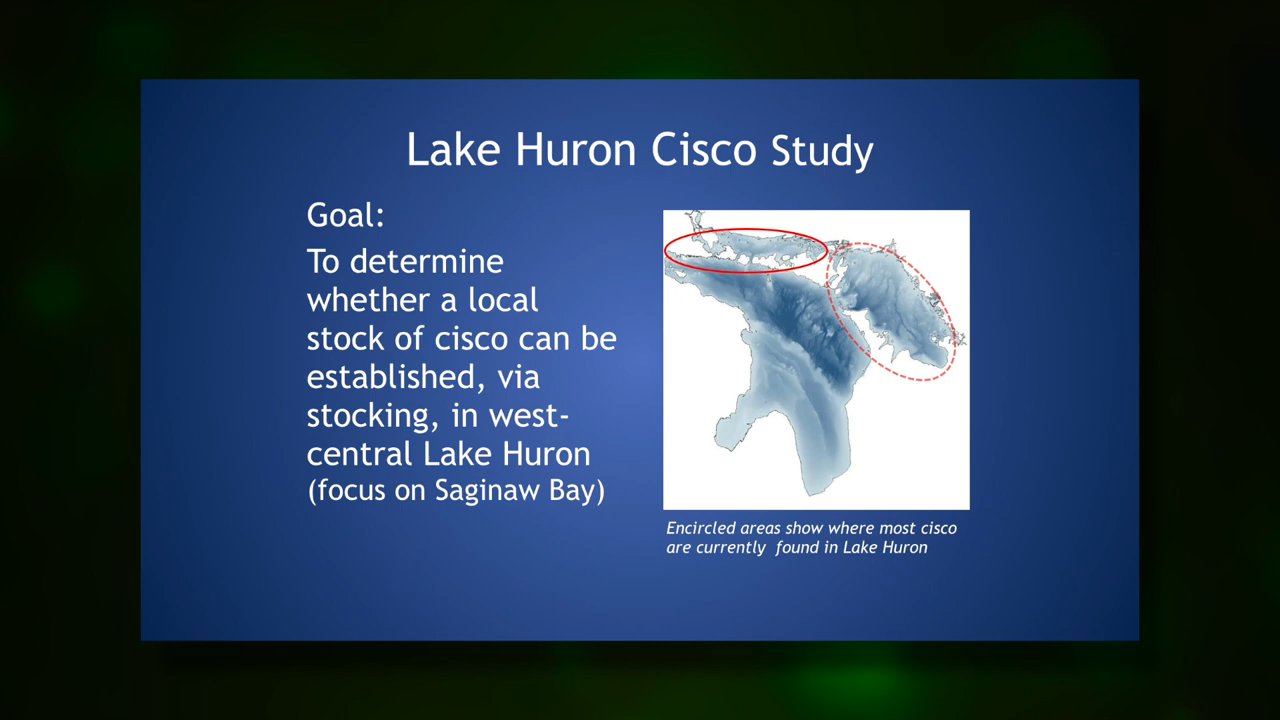 Lake Huron Cisco Study
Goal:
To determine
whether a local
stock of cisco can be
established, via
stocking, in west-
central Lake Huron
(focus on Saginaw Bay)
Encircled areas show where most cisco
are currently found in Lake Huron